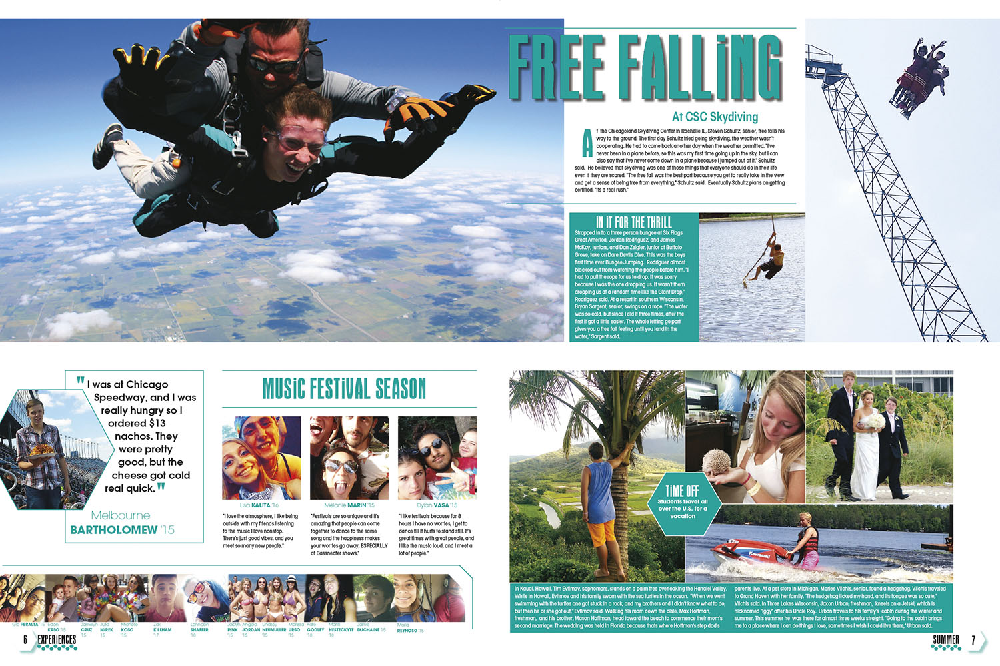 FREE FALLiNG
At CSC Skydiving
At the Chicagoland Skydiving Center in Rochelle IL, Steven Schultz, senior, free falls his
way to the ground. The first day Schultz tried going skydiving, the weather wasn't
cooperating. He had to come back another day when the weather permitted. "I've
never been in a plane before, so this was my first time going up in the sky, but I can
also say that I've never come down in a plane because I jumped out of it," Schultz
said. He believed that skydiving was one of those things that everyone should do in their life
even if they are scared. "The free fall was the best part because you get to really take in the view
and get a sense of being free from everything," Schultz said. Eventually Schultz plans on getting
certified. "Its a real rush."
iN iT FOR THE THRiLL
Strapped in to a three person bungee at Six Flags
Great America, Jordan Rodriguez, and James
McKay, juniors, and Dan Zeigler, junior at Buffalo
Grove, take on Dare Devils Dive. This was the boys
first time ever Bungee Jumping. Rodriguez almost
blacked out from watching the people before him. "I
had to pull the rope for us to drop. It was scary
because I was the one dropping us. It wasn't them
dropping us at a random time like the Giant Drop,"
Rodriguez said. At a resort in southern Wisconsin,
Bryan Sargent, senior, swings on a rope. "The water
was so cold, but since I did it three times, after the
first it got a little easier. The whole letting go part
gives you a free fall feeling until you land in the
water," Sargent said.
"I was at Chicago
Speedway, and I was
really hungry so I
ordered $13
nachos. They
were pretty
good, but the
cheese got cold
real quick."
Melbourne
BARTHOLOMEW '15
MUSiC FESTiVAL SEASON
Lisa KALITA '16
"I love the atmosphere, I like being
outside with my friends listening
to the music I love nonstop.
There's just good vibes, and you
meet so many new people."
Melanie MARIN '15
"Festivals are so unique and it's
amazing that people can come
together to dance to the same
song and the happiness makes
your worries go away, ESPECIALLY
at Bassnecter shows."
Dylan VASA '15
"I like festivals because for 8
hours I have no worries, I get to
dance till it hurts to stand still. It's
great times with great people, and
I like the music loud, and I meet a
lot of people."
TiME OFF
Students travel all
over the U.S. for a
vacation
Kawasaki
In Kauai, Hawaii, Tim Evtimov, sophomore, stands on a palm tree overlooking the Hanalei Valley.
While in Hawaii, Evtimov and his family swam with the sea turtles in the ocean. "When we went
swimming with the turtles one got stuck in a rock, and my brothers and I didn't know what to do,
but then he or she got out," Evtimov said. Walking his mom down the aisle, Max Hoffman,
freshman, and his brother, Mason Hoffman, head toward the beach to commence their mom's
second marriage. The wedding was held in Florida because thats where Hoffman's step dad's
parents live. At a pet store in Michigan, Marlee Vilchis, senior, found a hedgehog. Vilchis traveled
to Grand Haven with her family. "The hedgehog licked my hand, and its tongue was so cute,"
Vilchis said. In Three Lakes Wisconsin, Jaxon Urban, freshman, kneels on a Jetski, which is
nicknamed "Iggy" after his Uncle Roy. Urban travels to his family's cabin during the winter and
summer. This summer he was there for almost three weeks straight. "Going to the cabin brings
me to a place where I can do things I love, sometimes I wish I could live there," Urban said.
Gio PERALTA '15
Edon
KRSO '15
Jamelyn
CRUZ
'15
Julia
MIREK
'15
Michelle
KOSO
'15
Zak
KILLHAM
'17
Lonndon
SHAFFER
'18
Jaclyn
PINK
'15
Angela
JORDAN
'15
Lindsey
NEUMULLER
'15
Marissa
URSO
'15
Kate
GODLEY
'18
NESTECKYTE
'18
Jamie
DUCHAINE '15
Maria
REYNOSO '15
6 EXPERiENCES
SUMMER 7